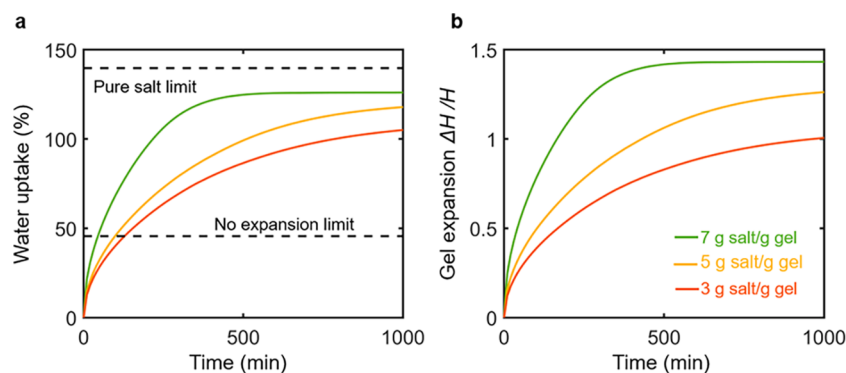 a
150
100
50
0
Water uptake (%)
Pure salt limit
No expansion limit
0 500 1000
Time (min)
b
1.5
1
0.5
0
Gel expansion ΔH/H
7 g salt/g gel
5 g salt/g gel
3 g salt/g gel
0 500 1000
Time (min)